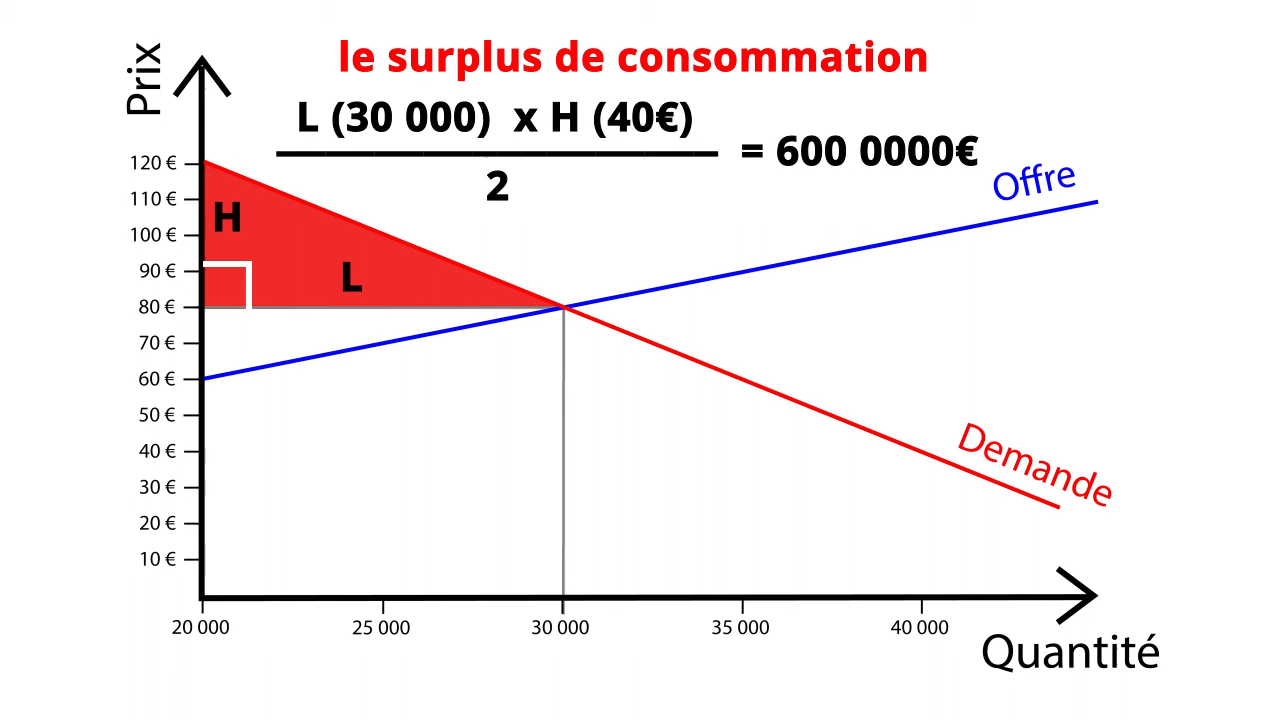 le surplus de consommation
L (30 000) x H (40€)
2
= 600 0000€
Prix
120 €
110 €
100 €
90 €
80 €
70 €
60 €
50 €
40 €
30 €
20 €
10 €
H
L
Offre
Demande
20 000
25 000
30 000
35 000
40 000
Quantité